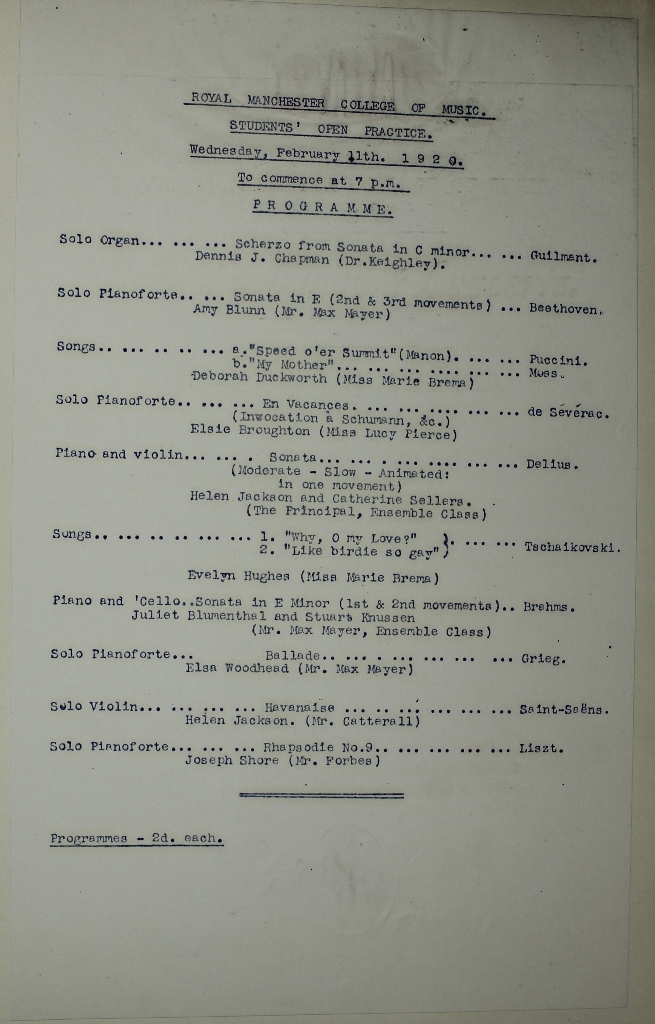 ROYAL MANCHESTER COLLEGE OF MUSIC.
STUDENTS' OPEN PRACTICE.
Wednesday, February 11th. 1 9 2 0.
To commence at 7 p.m.
P R O G R A M M E.
Solo Organ... ... ... Scherzo from Sonata in C minor... ... Guilmant.
Dennis J. Chapman (Dr.Keighley).
Solo Pianoforte.. ... Sonata in E (2nd & 3rd movements) ... Beethoven.
Amy Blunn (Mr. Max Mayer)
Songs.. ... .. ... ... a."Speed o'er Summit"(Manon). ... ... Puccini.
b."My Mother"... ... ... .... ... ... Moss.
Deborah Duckworth (Miss Marie Brema)
Solo Pianoforte.. ... ... En Vacances. ... ... .... ... ... de Séverac.
(Invocation à Schumann, &c.)
Elsie Broughton (Miss Lucy Pierce)
Piano and violin... ... . Sonata... ... . ... .... ... ... Delius.
(Moderate - Slow - Animated:
in one movement)
Helen Jackson and Catherine Sellers.
(The Principal, Ensemble Class)
Songs.. ... .. ... ... ... 1. "Why, O my Love?" ). ... ... ... Tschaikovski.
2. "Like birdie so gay")
Evelyn Hughes (Miss Marie Brema)
Piano and 'Cello..Sonata in E Minor (1st & 2nd movements).. Brahms.
Juliet Blumenthal and Stuart Knussen
(Mr. Max Mayer, Ensemble Class)
Solo Pianoforte... Ballade.. ... . ... ... ... ... Grieg.
Elsa Woodhead (Mr. Max Mayer)
Solo Violin... ... ... ... Havanaise ... .. ... ... ... ... Saint-Saëns.
Helen Jackson. (Mr. Catterall)
Solo Pianoforte... ... ... Rhapsodie No.9.. ... ... ... ... Liszt.
Joseph Shore (Mr. Forbes)
Programmes - 2d. each.